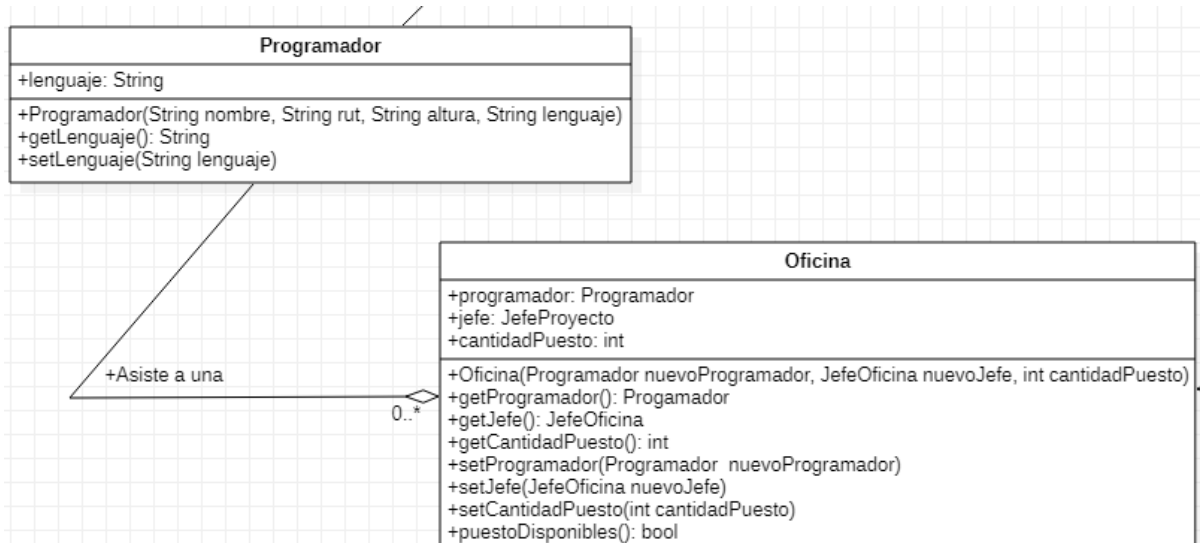 Programador
+lenguaje: String
+Programador(String nombre, String rut, String altura, String lenguaje)
+getLenguaje(): String
+setLenguaje(String lenguaje)
Oficina
+programador: Programador
+jefe: JefeProyecto
+cantidadPuesto: int
+Asiste a una
0..*
+Oficina(Programador nuevoProgramador, JefeOficina nuevoJefe, int cantidadPuesto)
+getProgramador(): Progamador
+getJefe(): JefeOficina
+getCantidadPuesto(): int
+setProgramador(Programador  nuevoProgramador)
+setJefe(JefeOficina nuevoJefe)
+setCantidadPuesto(int cantidadPuesto)
+puestoDisponibles(): bool